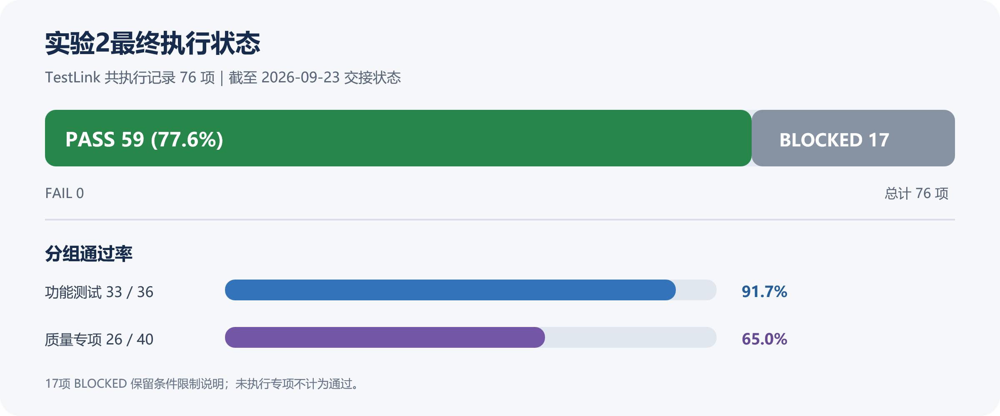 实验2最终执行状态
TestLink 共执行记录 76 项 | 截至 2026-09-23 交接状态
PASS 59 (77.6%)
BLOCKED 17
FAIL 0
总计 76 项
分组通过率
功能测试 33 / 36
91.7%
质量专项 26 / 40
65.0%
17项 BLOCKED 保留条件限制说明；未执行专项不计为通过。